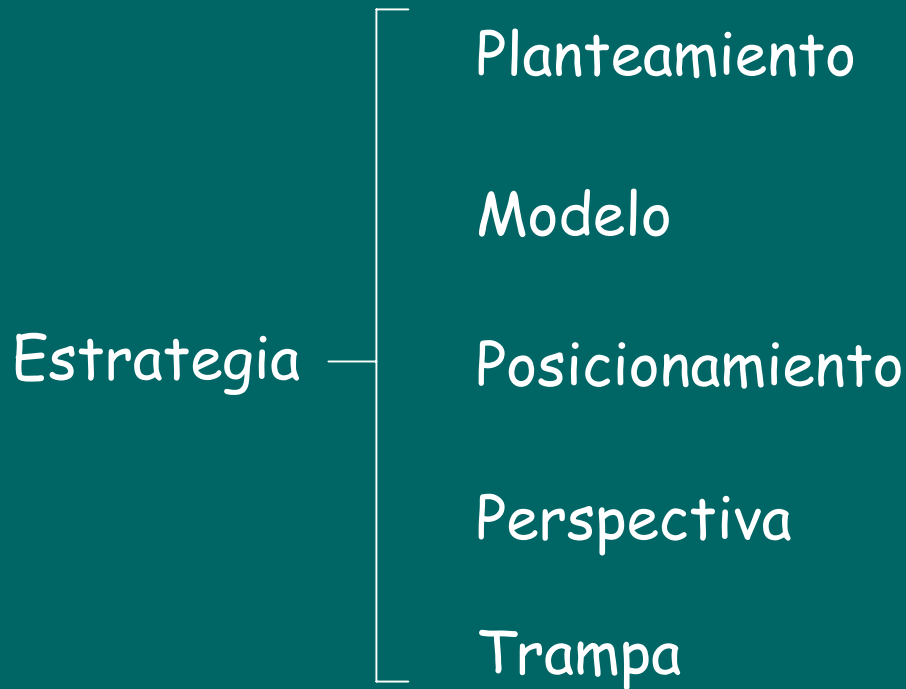 Planteamiento
Modelo
Estrategia
Posicionamiento
Perspectiva
Trampa